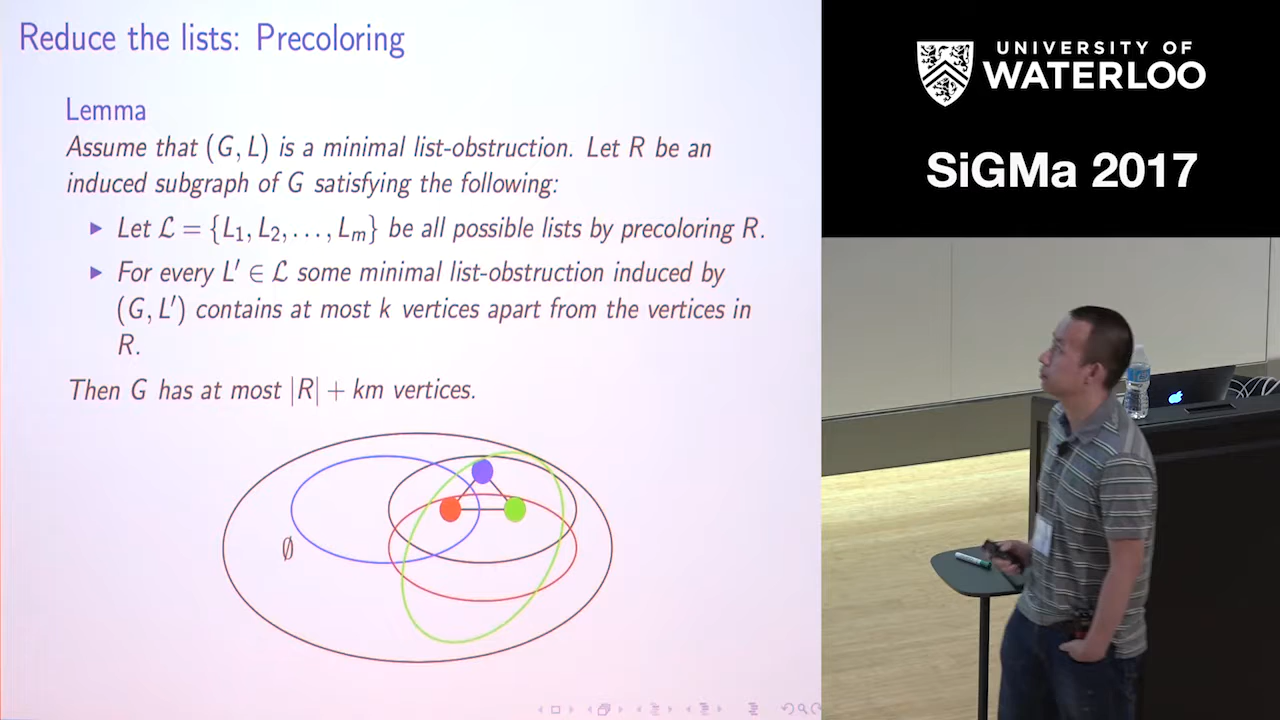 Reduce the lists: Precoloring
Lemma
Assume that (G, L) is a minimal list-obstruction. Let R be an
induced subgraph of G satisfying the following:
▶ Let ℒ = {L₁, L₂, . . . , Lₘ} be all possible lists by precoloring R.
▶ For every L′ ∈ ℒ some minimal list-obstruction induced by
(G, L′) contains at most k vertices apart from the vertices in
R.
Then G has at most |R| + km vertices.
∅
UNIVERSITY OF
WATERLOO
SiGMa 2017